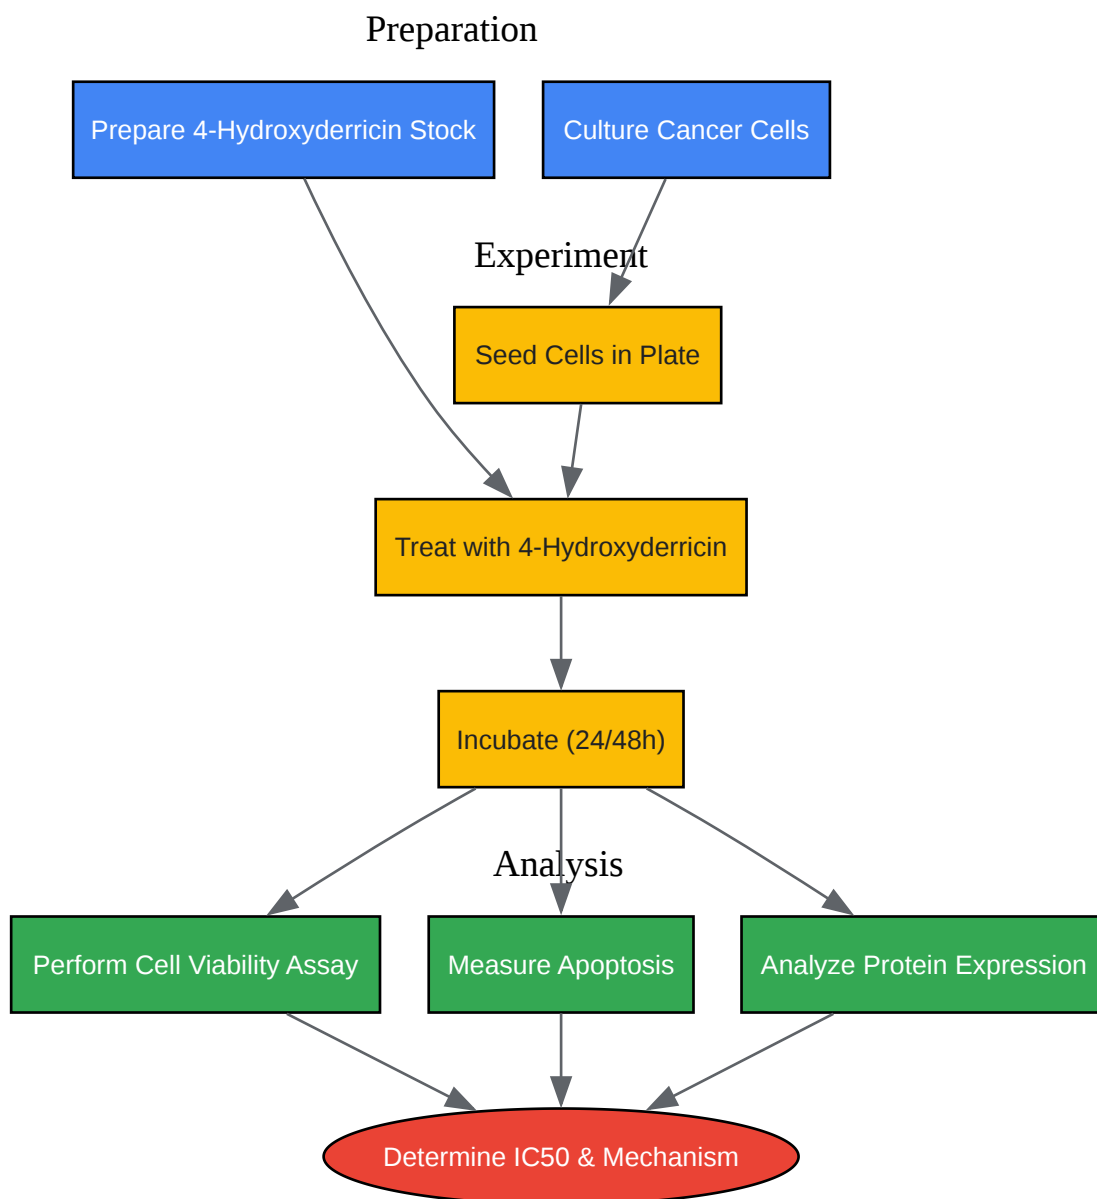 Preparation
Prepare 4-Hydroxyderricin Stock
Culture Cancer Cells
Experiment
Seed Cells in Plate
Treat with 4-Hydroxyderricin
Incubate (24/48h)
Analysis
Perform Cell Viability Assay
Measure Apoptosis
Analyze Protein Expression
Determine IC50 & Mechanism